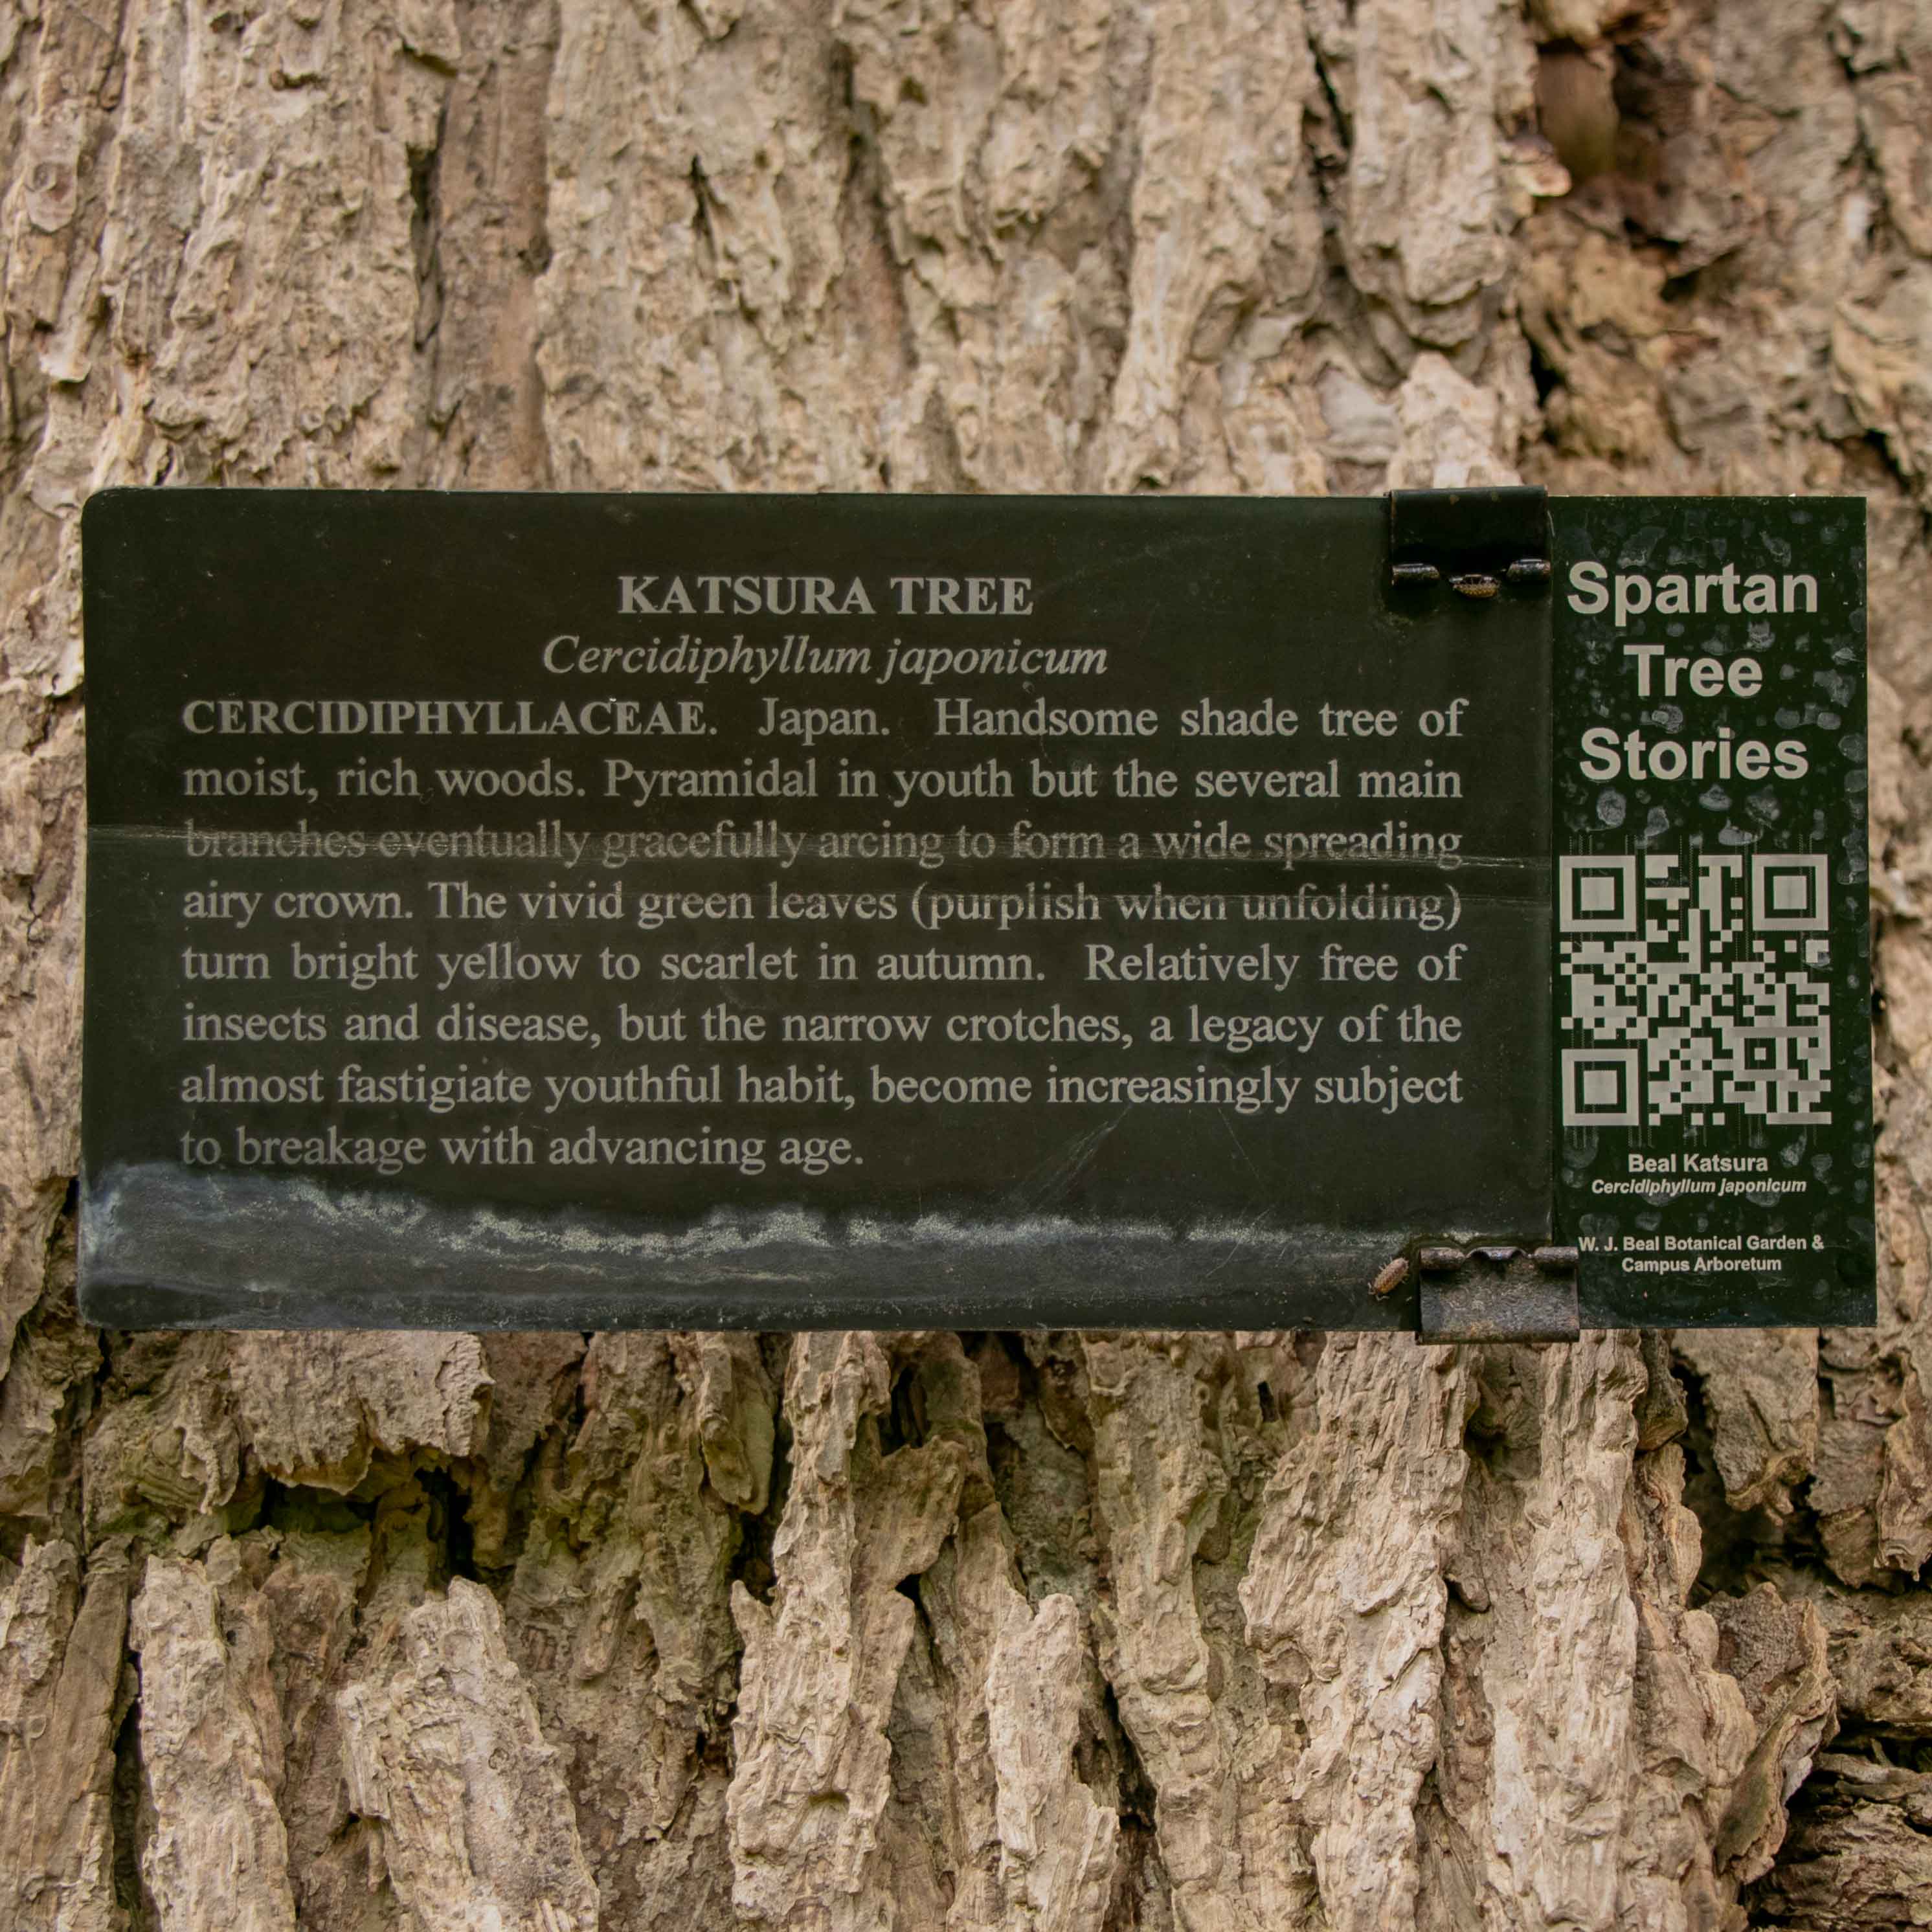 KATSURA TREE
Cercidiphyllum japonicum
CERCIDIPHYLLACEAE. Japan. Handsome shade tree of
moist, rich woods. Pyramidal in youth but the several main
branches eventually gracefully arcing to form a wide spreading
airy crown. The vivid green leaves (purplish when unfolding)
turn bright yellow to scarlet in autumn. Relatively free of
insects and disease, but the narrow crotches, a legacy of the
almost fastigiate youthful habit, become increasingly subject
to breakage with advancing age.
Spartan
Tree
Stories
Beal Katsura
Cercidiphyllum japonicum
W. J. Beal Botanical Garden &
Campus Arboretum